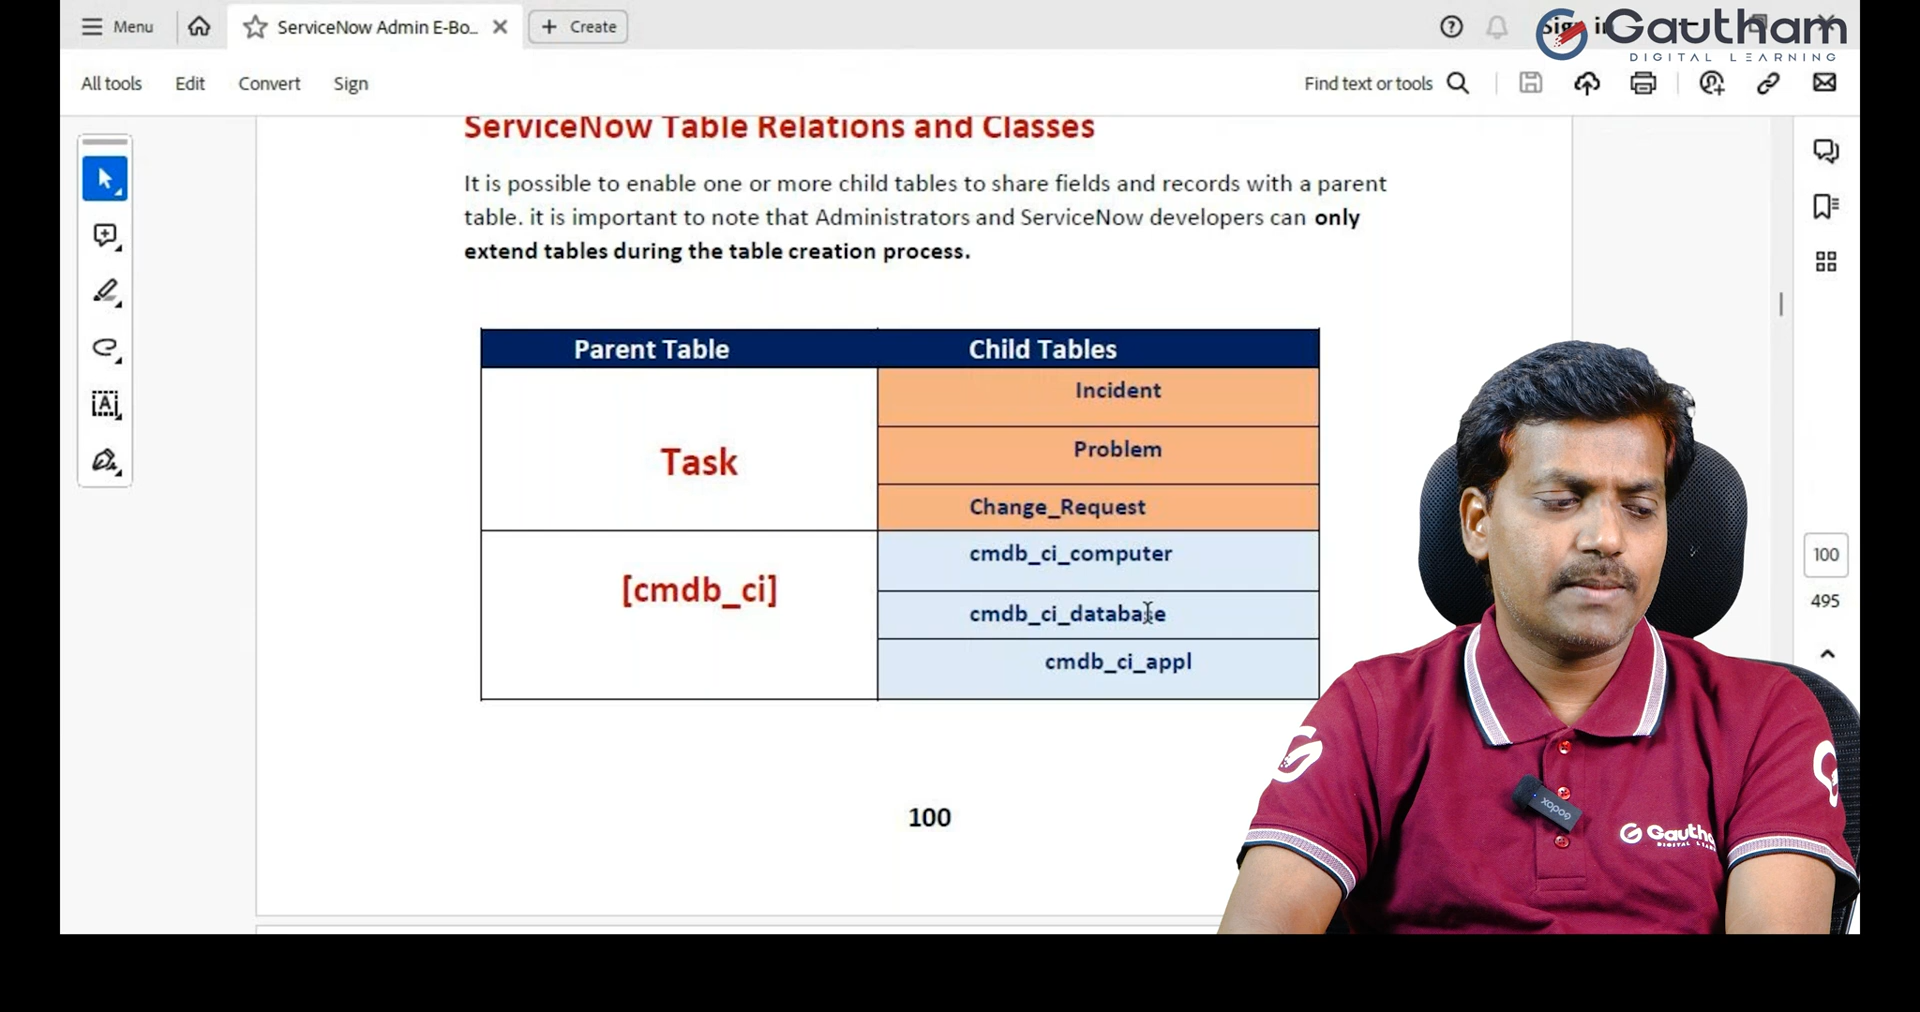 Menu
ServiceNow Admin E-Bo...
Create
Gautham
DIGITAL LEARNING
All tools
Edit
Convert
Sign
Find text or tools
ServiceNow Table Relations and Classes
It is possible to enable one or more child tables to share fields and records with a parent
table. it is important to note that Administrators and ServiceNow developers can only
extend tables during the table creation process.
Parent Table
Child Tables
Task
Incident
Problem
Change_Request
[cmdb_ci]
cmdb_ci_computer
cmdb_ci_database
cmdb_ci_appl
100
100
495
Godox